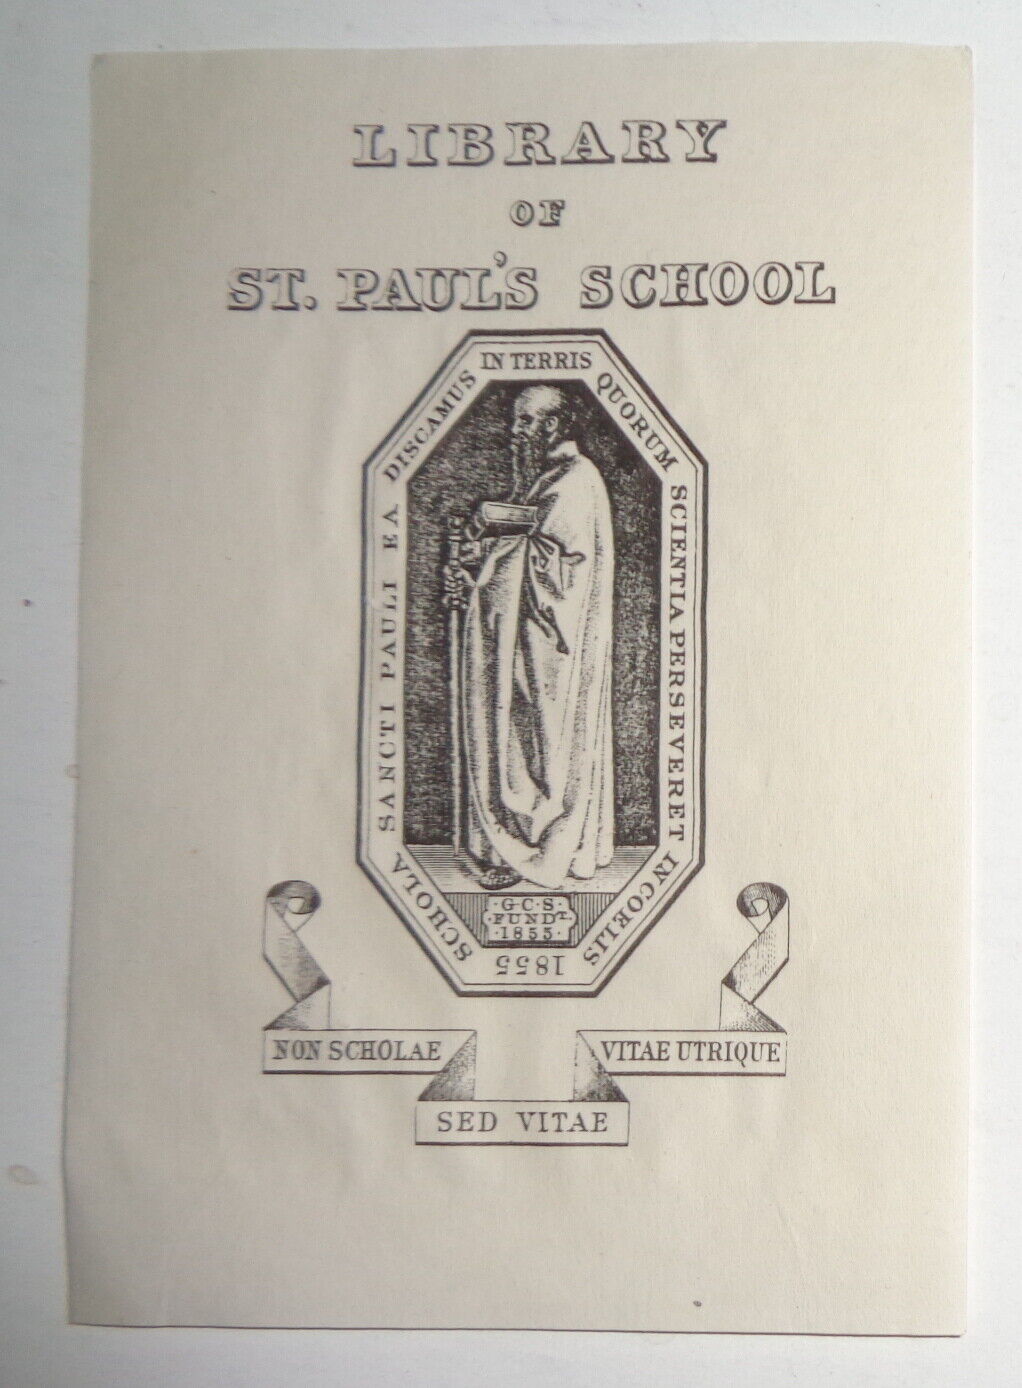 LIBRARY
OF
ST. PAUL'S SCHOOL
SCHOLA SANCTI PAULI EA DISCAMUS IN TERRIS QUORUM SCIENTIA PERSEVERET IN COELIS
1855
·G·C·S·
·FUNDT.
·1855·
NON SCHOLAE
SED VITAE
VITAE UTRIQUE